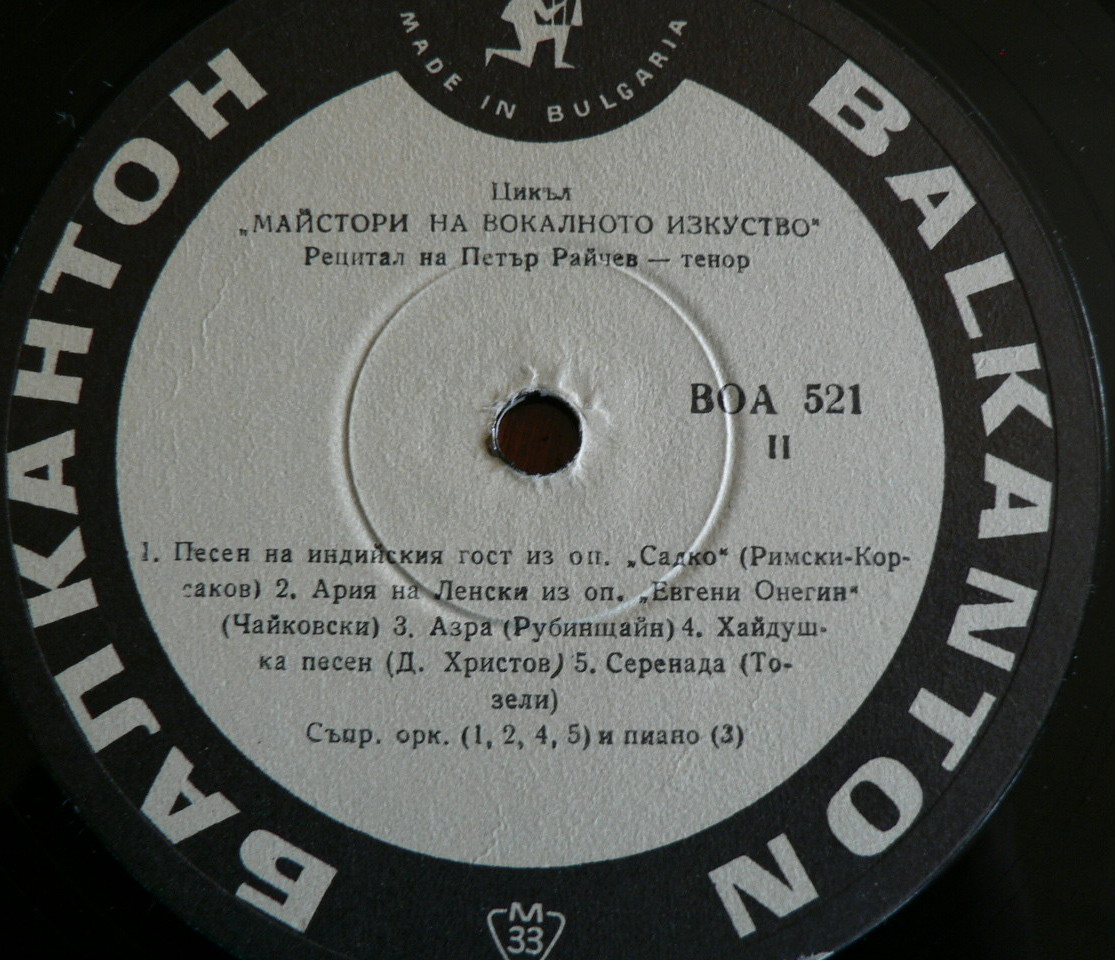 MADE IN BULGARIA
БАЛКАНТОН
BALKANTON
Цикъл
„МАЙСТОРИ НА ВОКАЛНОТО ИЗКУСТВО“
Рецитал на Петър Райчев — тенор
ВОА 521
II
1. Песен на индийския гост из оп. „Садко“ (Римски-Кор-
саков) 2. Ария на Ленски из оп. „Евгени Онегин“
(Чайковски) 3. Азра (Рубинщайн) 4. Хайдуш-
ка песен (Д. Христов) 5. Серенада (То-
зели)
Съпр. орк. (1, 2, 4, 5) и пиано (3)
M
33